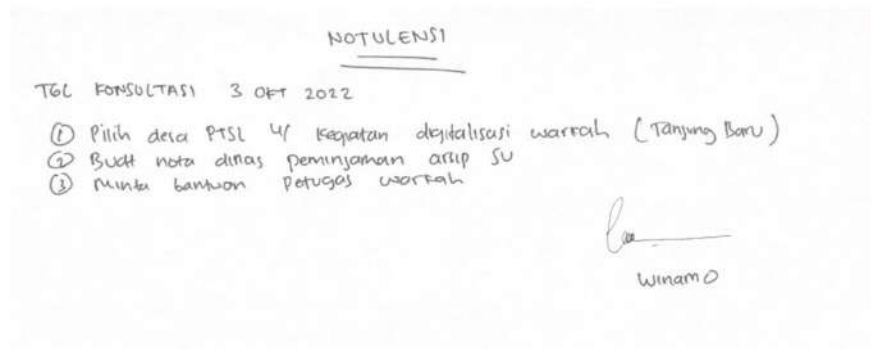 NOTULENSI
TGL KONSULTASI 3 OKT 2022
① Pilih desa PTSL u/ kegiatan digitalisasi warkah (Tanjung Baru)
② Buat nota dinas peminjaman arsip SU
③ Minta bantuan petugas warkah
Winarno